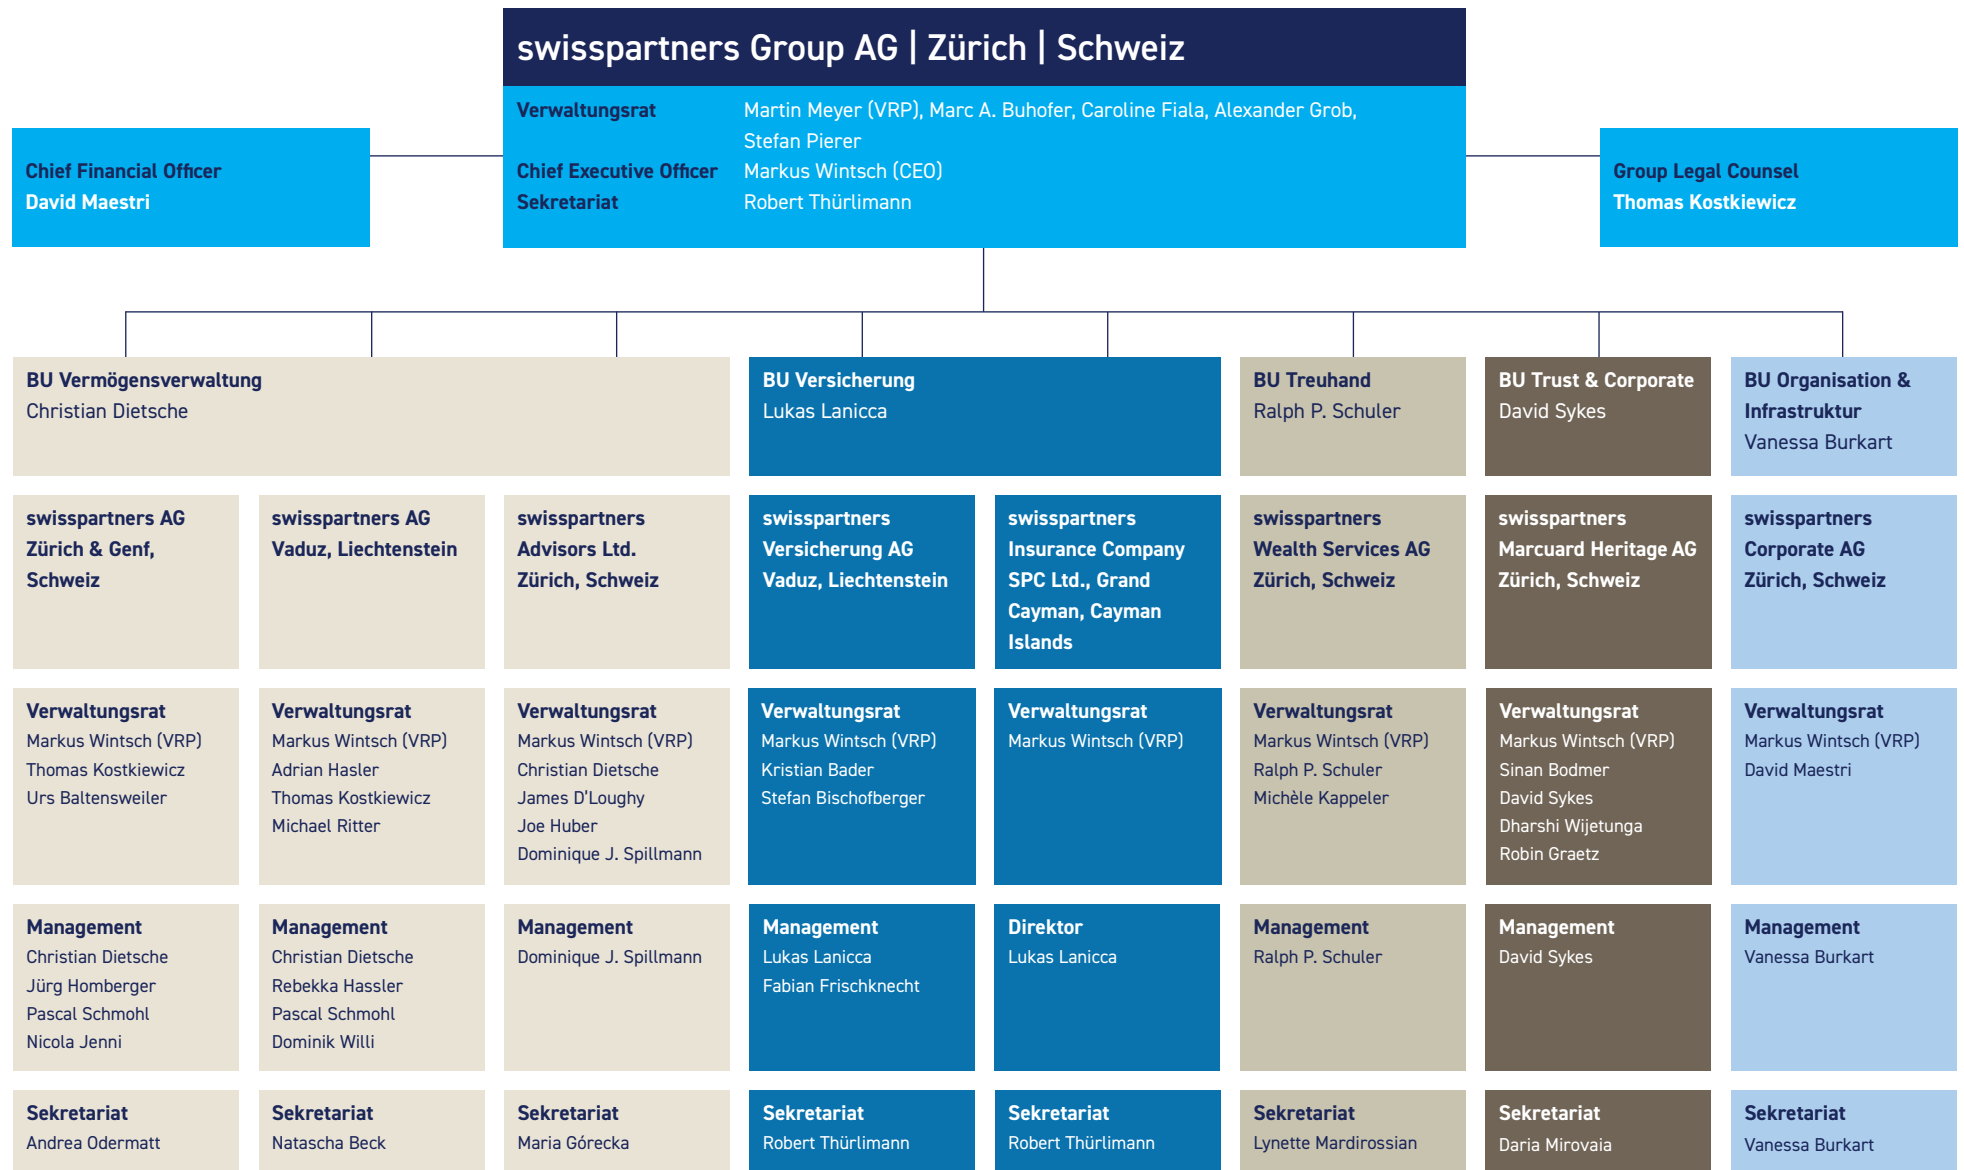 swisspartners Group AG | Zürich | Schweiz
Verwaltungsrat Martin Meyer (VRP), Marc A. Buhofer, Caroline Fiala, Alexander Grob,
Stefan Pierer
Chief Executive Officer Markus Wintsch (CEO)
Sekretariat Robert Thürlimann
Chief Financial Officer
David Maestri
Group Legal Counsel
Thomas Kostkiewicz
BU Vermögensverwaltung
Christian Dietsche
BU Versicherung
Lukas Lanicca
BU Treuhand
Ralph P. Schuler
BU Trust & Corporate
David Sykes
BU Organisation &
Infrastruktur
Vanessa Burkart
swisspartners AG
Zürich & Genf,
Schweiz
swisspartners AG
Vaduz, Liechtenstein
swisspartners
Advisors Ltd.
Zürich, Schweiz
swisspartners
Versicherung AG
Vaduz, Liechtenstein
swisspartners
Insurance Company
SPC Ltd., Grand
Cayman, Cayman
Islands
swisspartners
Wealth Services AG
Zürich, Schweiz
swisspartners
Marcuard Heritage AG
Zürich, Schweiz
swisspartners
Corporate AG
Zürich, Schweiz
Verwaltungsrat
Markus Wintsch (VRP)
Thomas Kostkiewicz
Urs Baltensweiler
Verwaltungsrat
Markus Wintsch (VRP)
Adrian Hasler
Thomas Kostkiewicz
Michael Ritter
Verwaltungsrat
Markus Wintsch (VRP)
Christian Dietsche
James D'Loughy
Joe Huber
Dominique J. Spillmann
Verwaltungsrat
Markus Wintsch (VRP)
Kristian Bader
Stefan Bischofberger
Verwaltungsrat
Markus Wintsch (VRP)
Verwaltungsrat
Markus Wintsch (VRP)
Ralph P. Schuler
Michèle Kappeler
Verwaltungsrat
Markus Wintsch (VRP)
Sinan Bodmer
David Sykes
Dharshi Wijetunga
Robin Graetz
Verwaltungsrat
Markus Wintsch (VRP)
David Maestri
Management
Christian Dietsche
Jürg Homberger
Pascal Schmohl
Nicola Jenni
Management
Christian Dietsche
Rebekka Hassler
Pascal Schmohl
Dominik Willi
Management
Dominique J. Spillmann
Management
Lukas Lanicca
Fabian Frischknecht
Direktor
Lukas Lanicca
Management
Ralph P. Schuler
Management
David Sykes
Management
Vanessa Burkart
Sekretariat
Andrea Odermatt
Sekretariat
Natascha Beck
Sekretariat
Maria Górecka
Sekretariat
Robert Thürlimann
Sekretariat
Robert Thürlimann
Sekretariat
Lynette Mardirossian
Sekretariat
Daria Mirovaia
Sekretariat
Vanessa Burkart